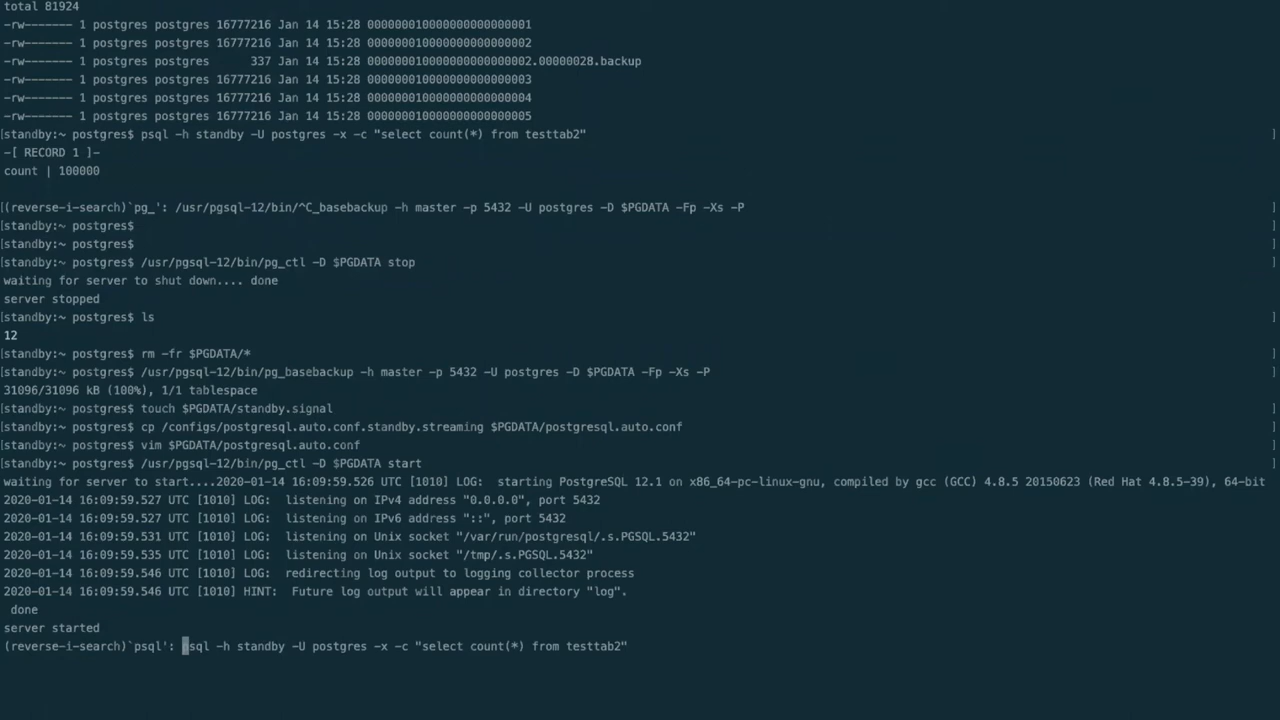 total 81924
-rw------- 1 postgres postgres 16777216 Jan 14 15:28 000000010000000000000001
-rw------- 1 postgres postgres 16777216 Jan 14 15:28 000000010000000000000002
-rw------- 1 postgres postgres      337 Jan 14 15:28 000000010000000000000002.00000028.backup
-rw------- 1 postgres postgres 16777216 Jan 14 15:28 000000010000000000000003
-rw------- 1 postgres postgres 16777216 Jan 14 15:28 000000010000000000000004
-rw------- 1 postgres postgres 16777216 Jan 14 15:28 000000010000000000000005
[standby:~ postgres$ psql -h standby -U postgres -x -c "select count(*) from testtab2" ]
-[ RECORD 1 ]-
count | 100000
[(reverse-i-search)`pg_': /usr/pgsql-12/bin/^C_basebackup -h master -p 5432 -U postgres -D $PGDATA -Fp -Xs -P ]
[standby:~ postgres$ ]
[standby:~ postgres$ ]
[standby:~ postgres$ /usr/pgsql-12/bin/pg_ctl -D $PGDATA stop ]
waiting for server to shut down.... done
server stopped
[standby:~ postgres$ ls ]
12
[standby:~ postgres$ rm -fr $PGDATA/* ]
[standby:~ postgres$ /usr/pgsql-12/bin/pg_basebackup -h master -p 5432 -U postgres -D $PGDATA -Fp -Xs -P ]
31096/31096 kB (100%), 1/1 tablespace
[standby:~ postgres$ touch $PGDATA/standby.signal ]
[standby:~ postgres$ cp /configs/postgresql.auto.conf.standby.streaming $PGDATA/postgresql.auto.conf ]
[standby:~ postgres$ vim $PGDATA/postgresql.auto.conf ]
[standby:~ postgres$ /usr/pgsql-12/bin/pg_ctl -D $PGDATA start ]
waiting for server to start....2020-01-14 16:09:59.526 UTC [1010] LOG:  starting PostgreSQL 12.1 on x86_64-pc-linux-gnu, compiled by gcc (GCC) 4.8.5 20150623 (Red Hat 4.8.5-39), 64-bit
2020-01-14 16:09:59.527 UTC [1010] LOG:  listening on IPv4 address "0.0.0.0", port 5432
2020-01-14 16:09:59.527 UTC [1010] LOG:  listening on IPv6 address "::", port 5432
2020-01-14 16:09:59.531 UTC [1010] LOG:  listening on Unix socket "/var/run/postgresql/.s.PGSQL.5432"
2020-01-14 16:09:59.535 UTC [1010] LOG:  listening on Unix socket "/tmp/.s.PGSQL.5432"
2020-01-14 16:09:59.546 UTC [1010] LOG:  redirecting log output to logging collector process
2020-01-14 16:09:59.546 UTC [1010] HINT:  Future log output will appear in directory "log".
 done
server started
(reverse-i-search)`psql': psql -h standby -U postgres -x -c "select count(*) from testtab2"